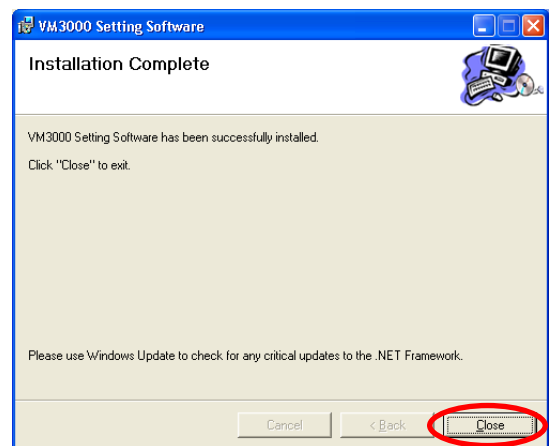 VM3000 Setting Software
Installation Complete
VM3000 Setting Software has been successfully installed.
Click "Close" to exit.
Please use Windows Update to check for any critical updates to the .NET Framework.
Cancel < Back Close